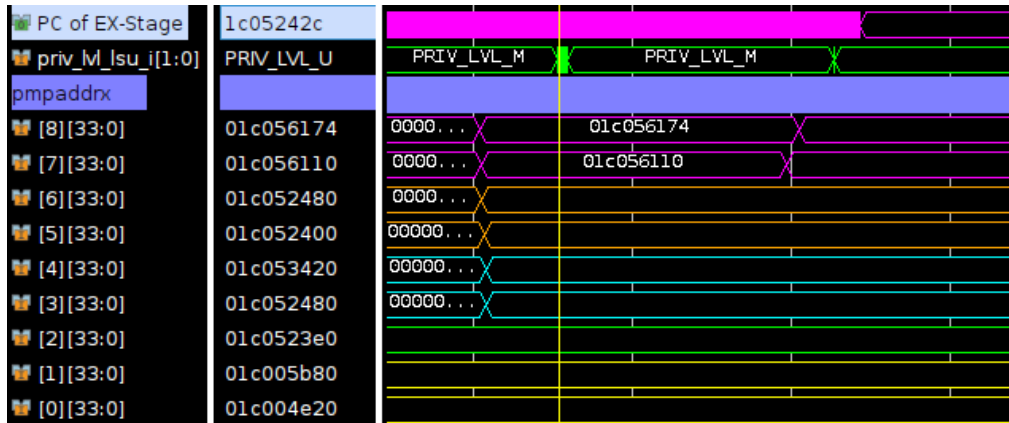 PC of EX-Stage 1c05242c
priv_lvl_lsu_i[1:0] PRIV_LVL_U PRIV_LVL_M PRIV_LVL_M
pmpaddrx
[8][33:0] 01c056174 0000... 01c056174
[7][33:0] 01c056110 0000... 01c056110
[6][33:0] 01c052480 0000...
[5][33:0] 01c052400 00000...
[4][33:0] 01c053420 00000...
[3][33:0] 01c052480 00000...
[2][33:0] 01c0523e0
[1][33:0] 01c005b80
[0][33:0] 01c004e20